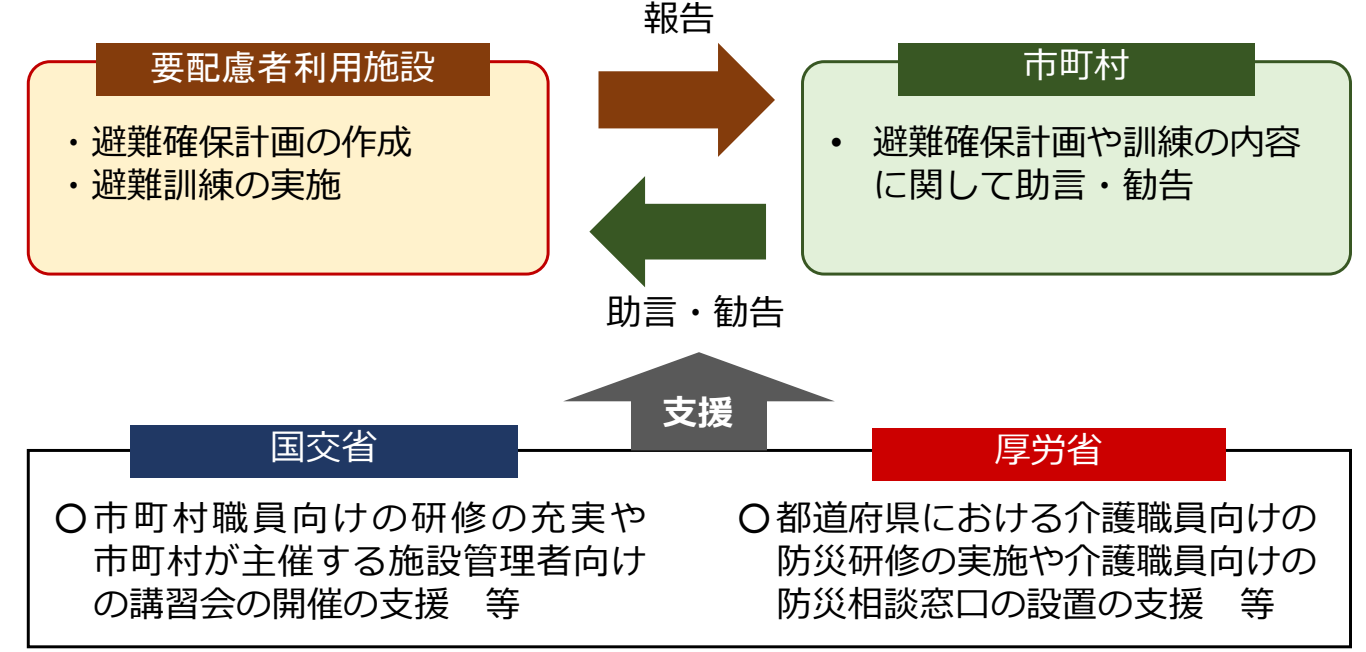 報告
要配慮者利用施設
・避難確保計画の作成
・避難訓練の実施
市町村
• 避難確保計画や訓練の内容
に関して助言・勧告
助言・勧告
支援
国交省
〇市町村職員向けの研修の充実や
市町村が主催する施設管理者向け
の講習会の開催の支援　等
厚労省
〇都道府県における介護職員向けの
防災研修の実施や介護職員向けの
防災相談窓口の設置の支援　等